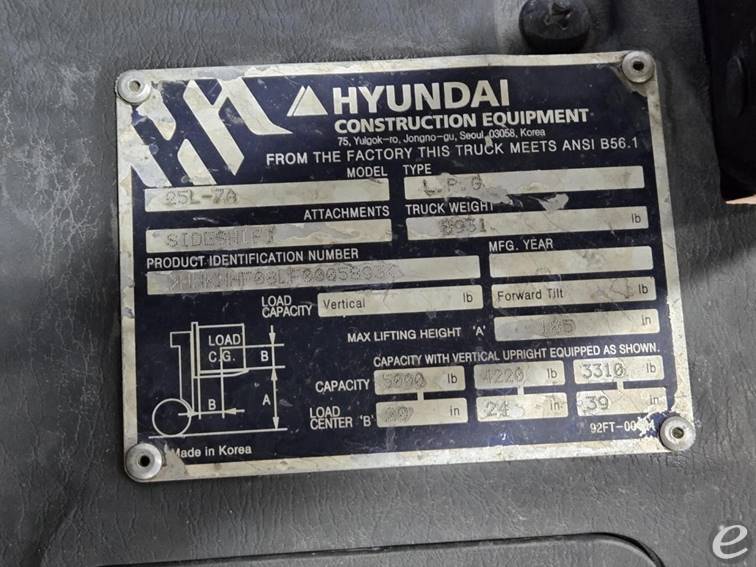 HYUNDAI
CONSTRUCTION EQUIPMENT
75, Yulgok-ro, Jongno-gu, Seoul, 03058, Korea
FROM THE FACTORY THIS TRUCK MEETS ANSI B56.1
MODEL TYPE
25L-7A L.P.G
ATTACHMENTS TRUCK WEIGHT
8931 lb
PRODUCT IDENTIFICATION NUMBER MFG. YEAR
LOAD CAPACITY Vertical lb Forward Tilt lb
MAX LIFTING HEIGHT 'A' in
LOAD
C.G.
B
B
A
CAPACITY WITH VERTICAL UPRIGHT EQUIPPED AS SHOWN.
CAPACITY 5000 lb 4220 lb 3310 lb
LOAD CENTER 'B' in 24 in 39 in
Made in Korea
e